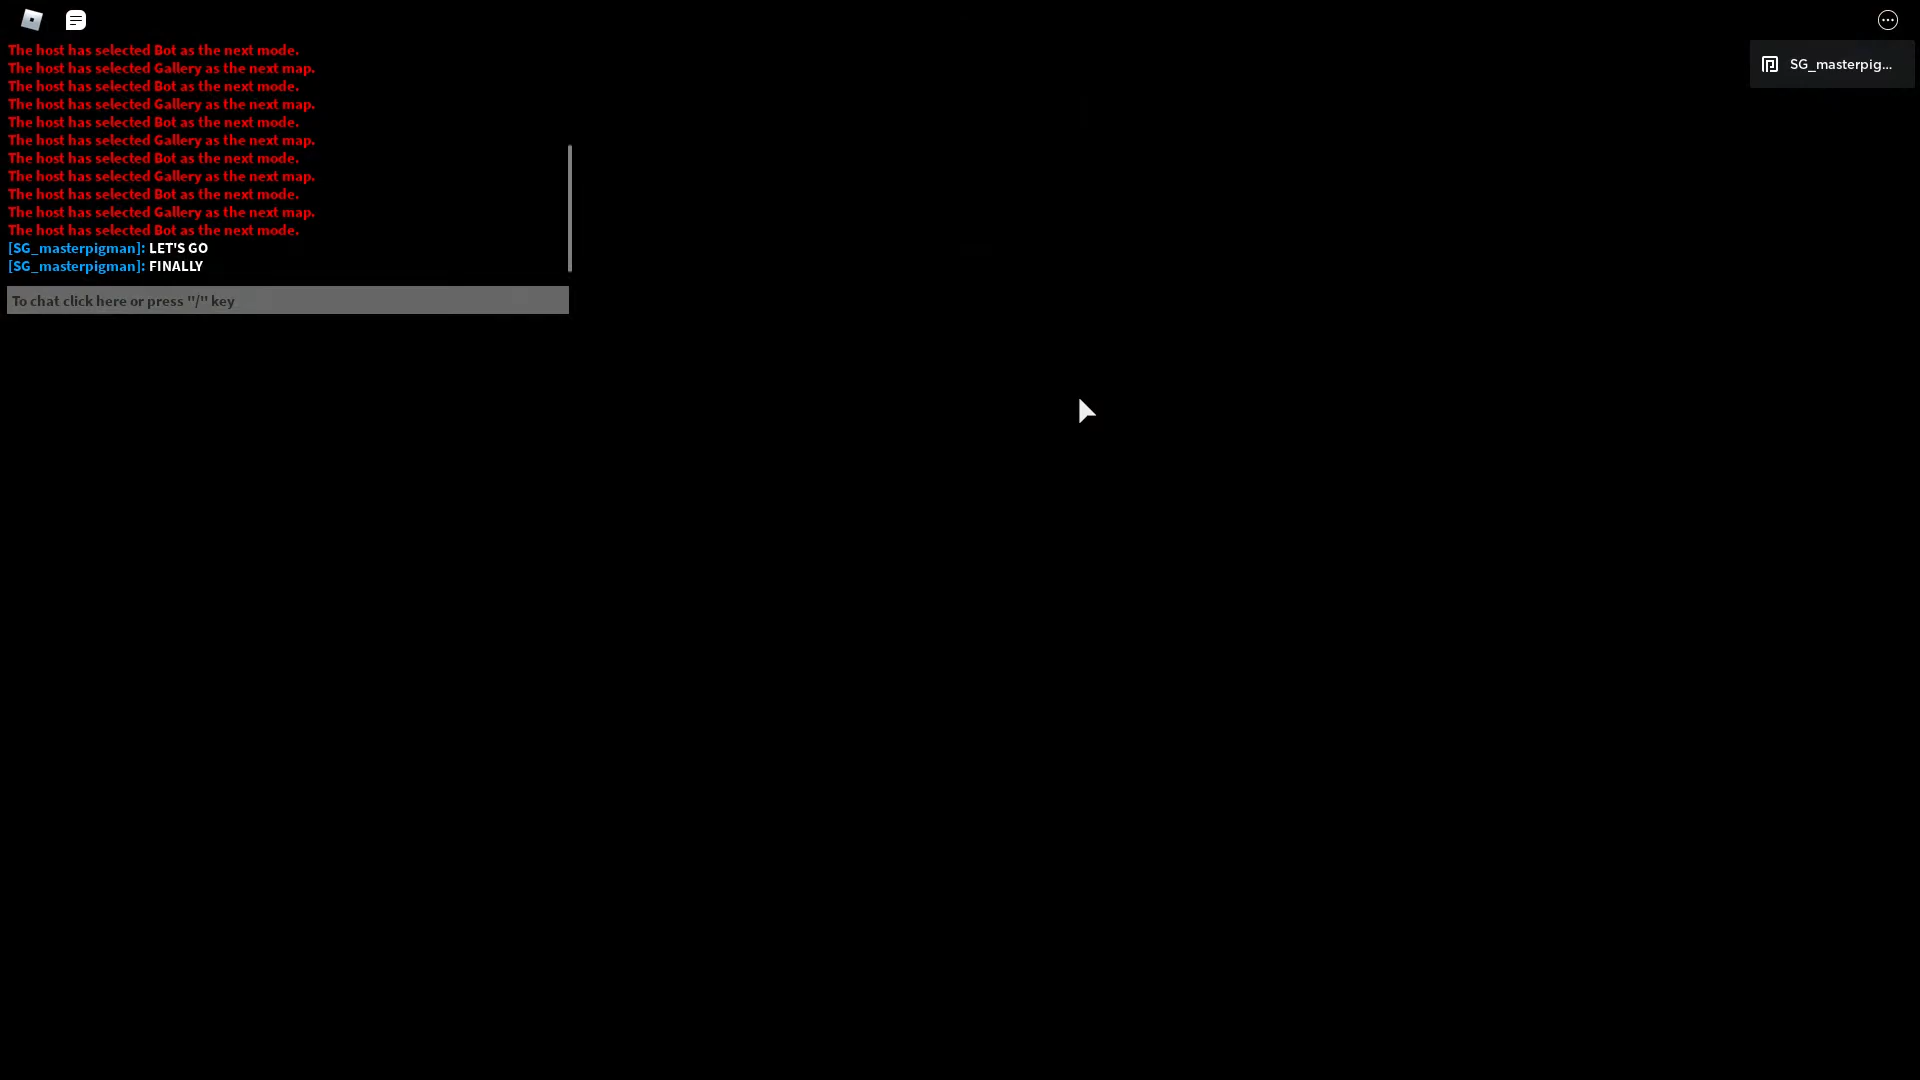 The host has selected Bot as the next mode.
SG_masterpig...
The host has selected Gallery as the next map.
The host has selected Bot as the next mode.
The host has selected Gallery as the next map.
The host has selected Bot as the next mode.
The host has selected Gallery as the next map.
The host has selected Bot as the next mode.
The host has selected Gallery as the next map.
The host has selected Bot as the next mode.
The host has selected Gallery as the next map.
The host has selected Bot as the next mode.
[SG_masterpigman]: LET'S GO
[SG_masterpigman]: FINALLY
To chat click here or press "/" key